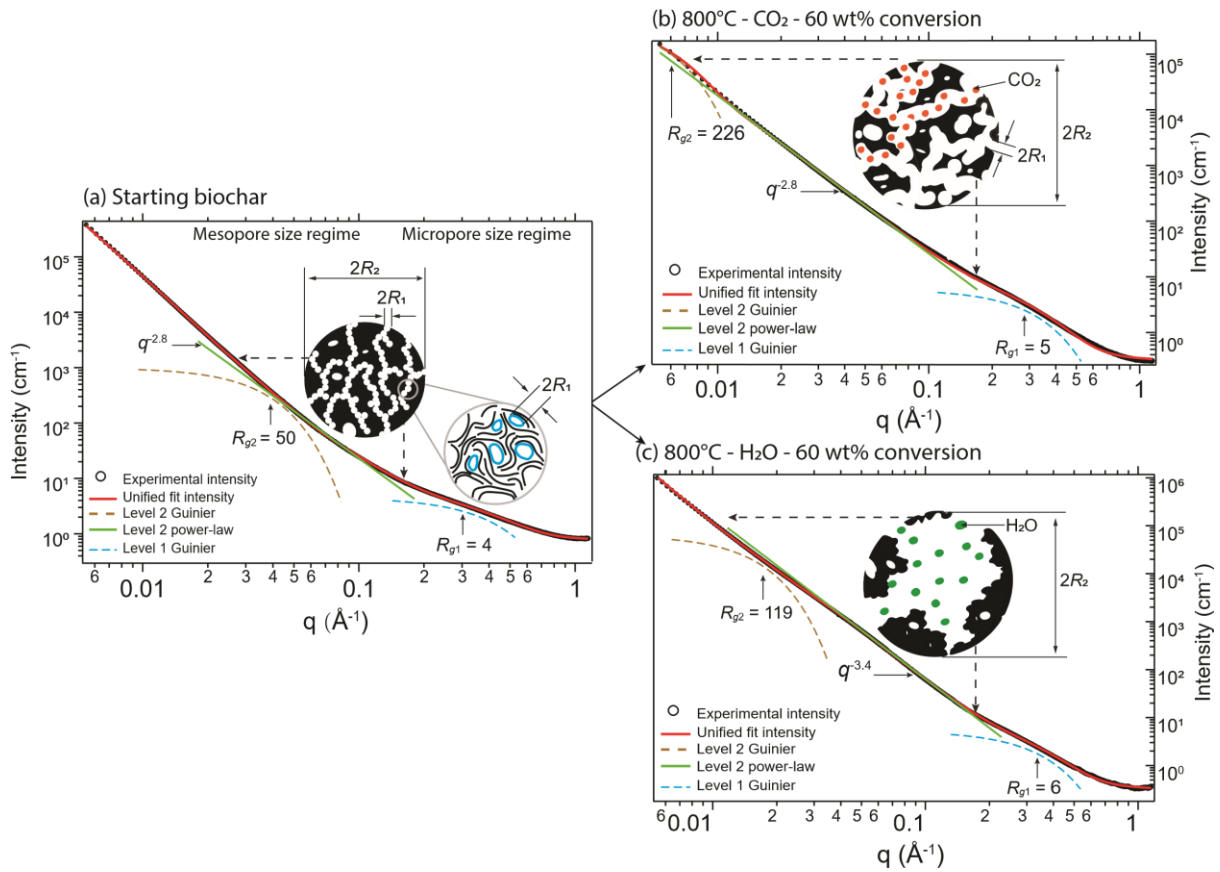 (a) Starting biochar
Mesopore size regime
Micropore size regime
2R₂
2R₁
2R₁
q⁻²·⁸
R_g2 = 50
R_g1 = 4
Experimental intensity
Unified fit intensity
Level 2 Guinier
Level 2 power-law
Level 1 Guinier
Intensity (cm⁻¹)
10⁵
10⁴
10³
10²
10¹
10⁰
6 0.01 2 3 4 5 6 0.1 2 3 4 5 6 1
q (Å⁻¹)
(b) 800°C - CO₂ - 60 wt% conversion
CO₂
2R₂
2R₁
R_g2 = 226
q⁻²·⁸
R_g1 = 5
Experimental intensity
Unified fit intensity
Level 2 Guinier
Level 2 power-law
Level 1 Guinier
10⁵
10⁴
10³
10²
10¹
10⁰
Intensity (cm⁻¹)
6 0.01 2 3 4 5 6 0.1 2 3 4 5 6 1
q (Å⁻¹)
(c) 800°C - H₂O - 60 wt% conversion
H₂O
2R₂
R_g2 = 119
q⁻³·⁴
R_g1 = 6
Experimental intensity
Unified fit intensity
Level 2 Guinier
Level 2 power-law
Level 1 Guinier
10⁶
10⁵
10⁴
10³
10²
10¹
10⁰
Intensity (cm⁻¹)
6 0.01 2 3 4 5 6 0.1 2 3 4 5 6 1
q (Å⁻¹)